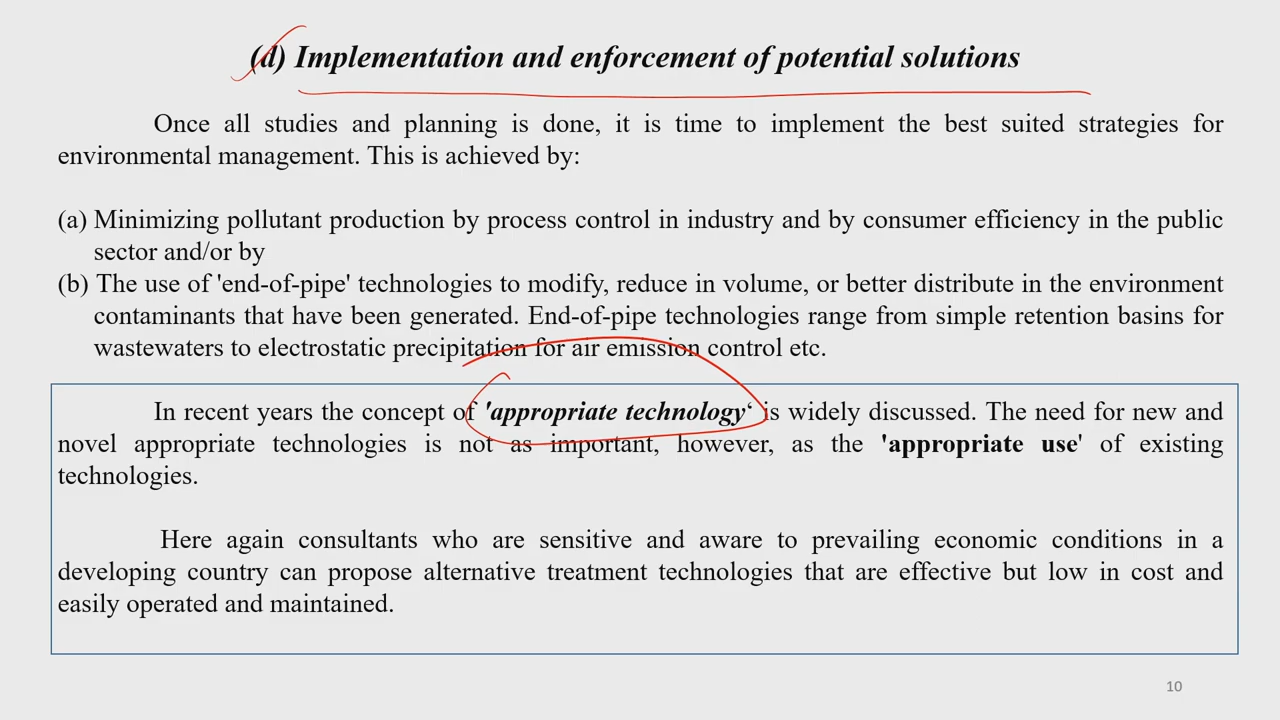 (d) Implementation and enforcement of potential solutions
Once all studies and planning is done, it is time to implement the best suited strategies for
environmental management. This is achieved by:
(a) Minimizing pollutant production by process control in industry and by consumer efficiency in the public
sector and/or by
(b) The use of 'end-of-pipe' technologies to modify, reduce in volume, or better distribute in the environment
contaminants that have been generated. End-of-pipe technologies range from simple retention basins for
wastewaters to electrostatic precipitation for air emission control etc.
In recent years the concept of 'appropriate technology‘ is widely discussed. The need for new and
novel appropriate technologies is not as important, however, as the 'appropriate use' of existing
technologies.
Here again consultants who are sensitive and aware to prevailing economic conditions in a
developing country can propose alternative treatment technologies that are effective but low in cost and
easily operated and maintained.
10